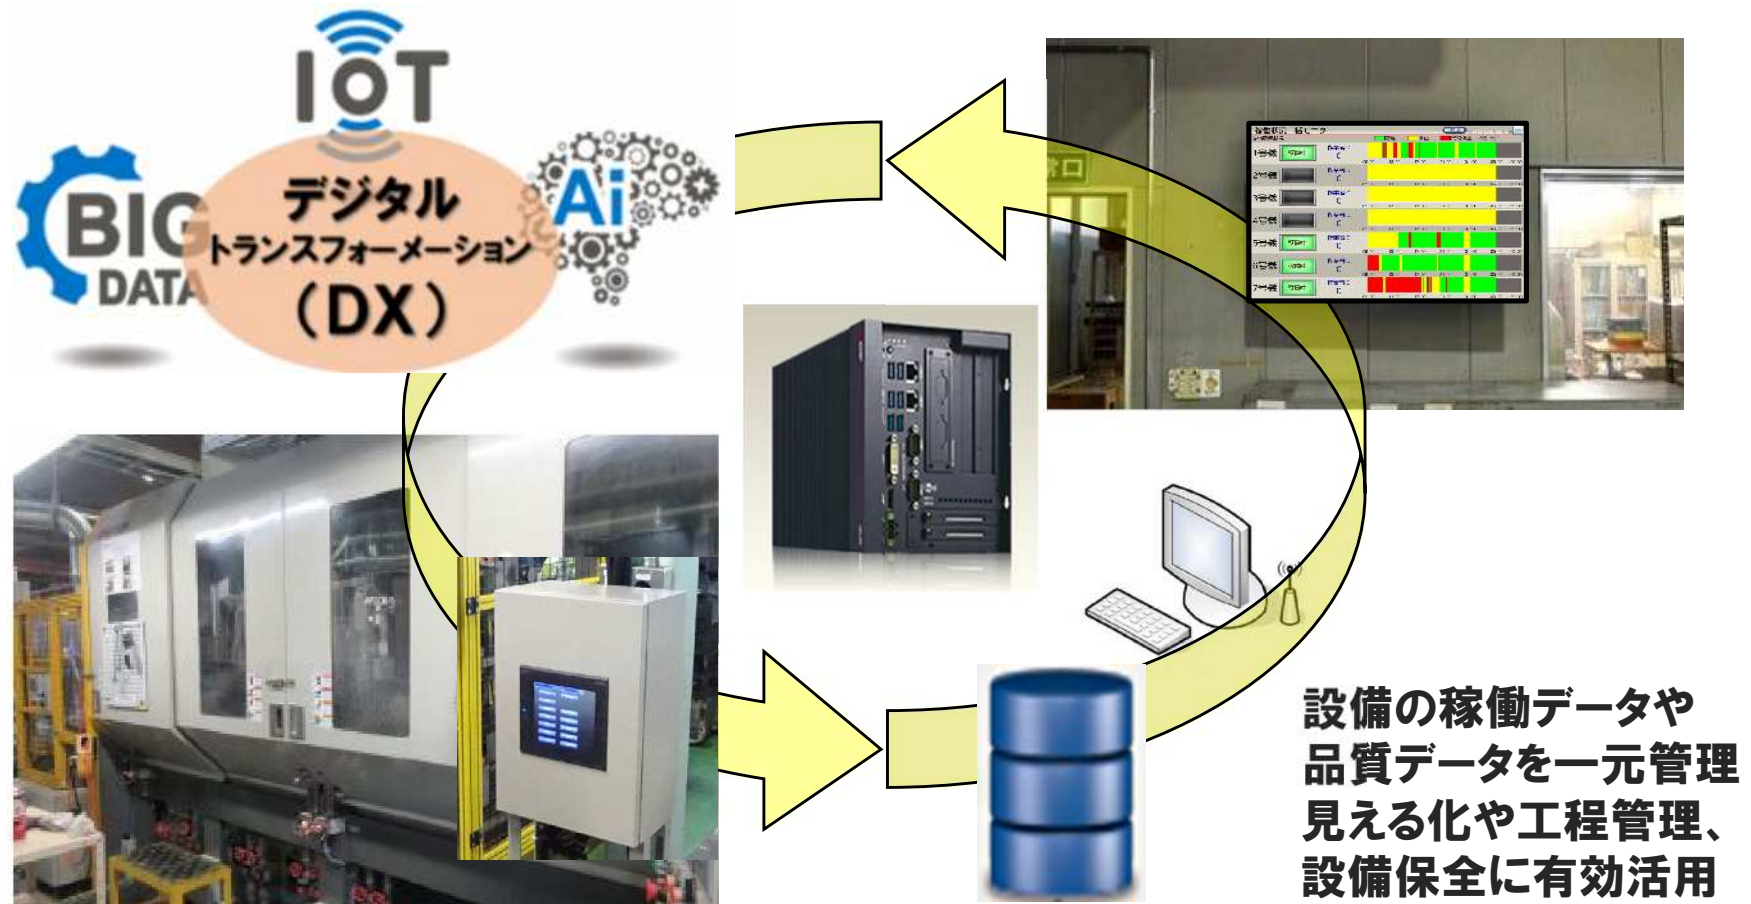 IoT
BIG
DATA
Ai
デジタル
トランスフォーメーション
（DX）
常口
設備の稼働データや
品質データを一元管理
見える化や工程管理、
設備保全に有効活用